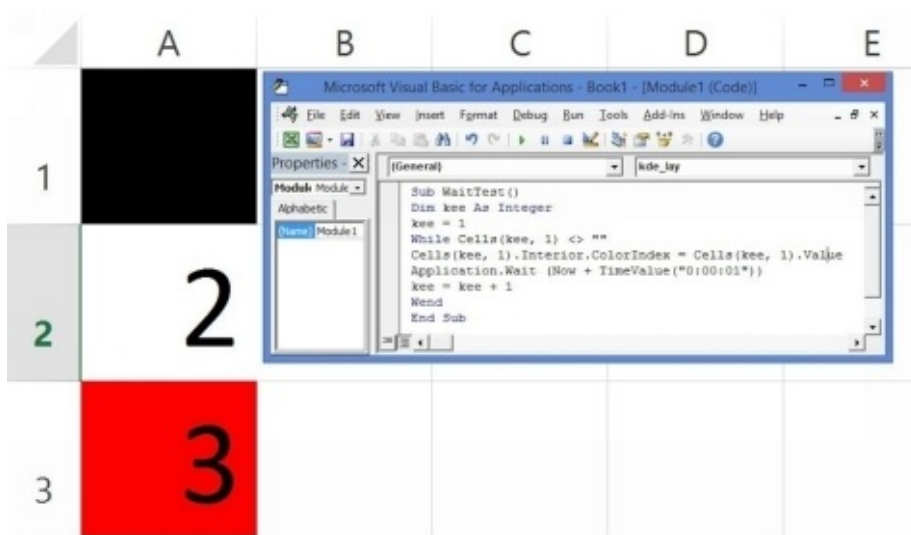 A B C D E
Microsoft Visual Basic for Applications - Book1 - [Module1 (Code)]
File Edit View Insert Format Debug Run Tools Add-Ins Window Help
Properties -
(General)
kde_lay
Module Module
Alphabetic
(Name) Module1
Sub WaitTest()
Dim kee As Integer
kee = 1
While Cells(kee, 1) <> ""
Cells(kee, 1).Interior.ColorIndex = Cells(kee, 1).Value
Application.Wait (Now + TimeValue("0:00:01"))
kee = kee + 1
Wend
End Sub
1
2 2
3 3